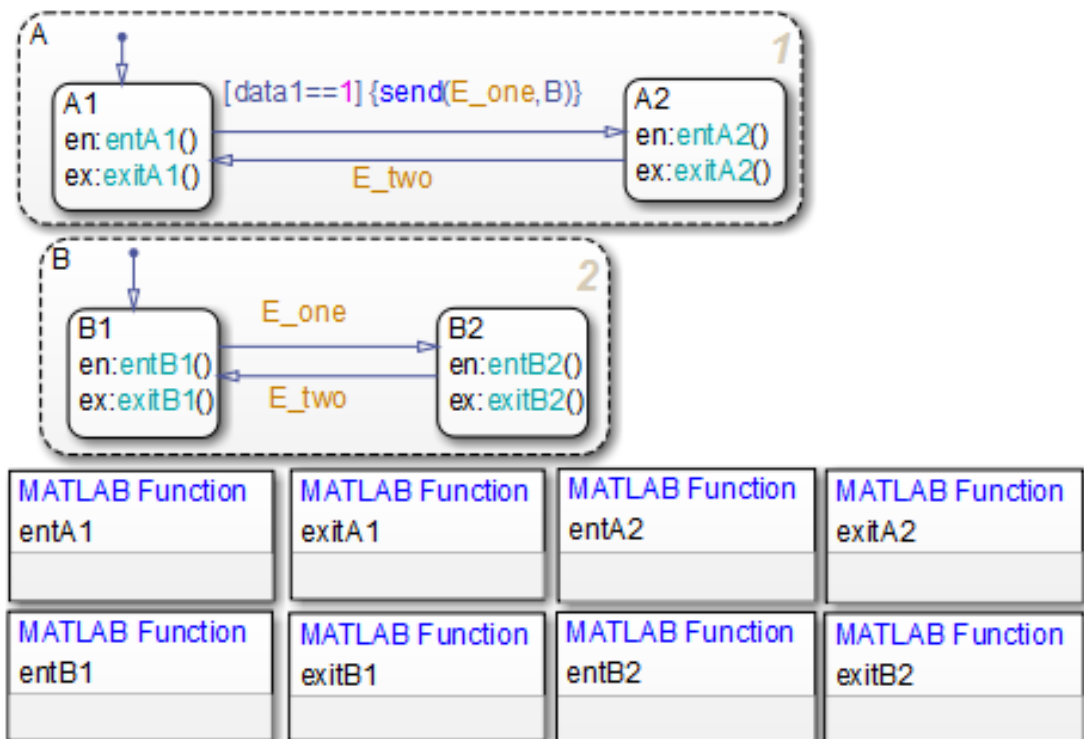 A
1
[data1==1] {send(E_one,B)}
A1
en:entA1()
ex:exitA1()
A2
en:entA2()
ex:exitA2()
E_two
B
2
E_one
B1
en:entB1()
ex:exitB1()
B2
en:entB2()
ex:exitB2()
E_two
MATLAB Function
entA1
MATLAB Function
exitA1
MATLAB Function
entA2
MATLAB Function
exitA2
MATLAB Function
entB1
MATLAB Function
exitB1
MATLAB Function
entB2
MATLAB Function
exitB2